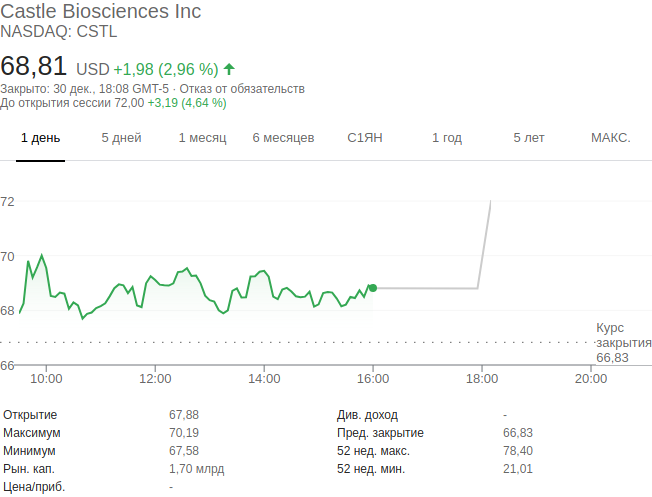 Castle Biosciences Inc
NASDAQ: CSTL
68,81 USD +1,98 (2,96 %)
Закрыто: 30 дек., 18:08 GMT-5 · Отказ от обязательств
До открытия сессии 72,00 +3,19 (4,64 %)
1 день 5 дней 1 месяц 6 месяцев С1ЯН 1 год 5 лет МАКС.
72
70
68
Курс
закрытия
66,83
66
10:00 12:00 14:00 16:00 18:00 20:00
Открытие 67,88 Див. доход -
Максимум 70,19 Пред. закрытие 66,83
Минимум 67,58 52 нед. макс. 78,40
Рын. кап. 1,70 млрд 52 нед. мин. 21,01
Цена/приб. -